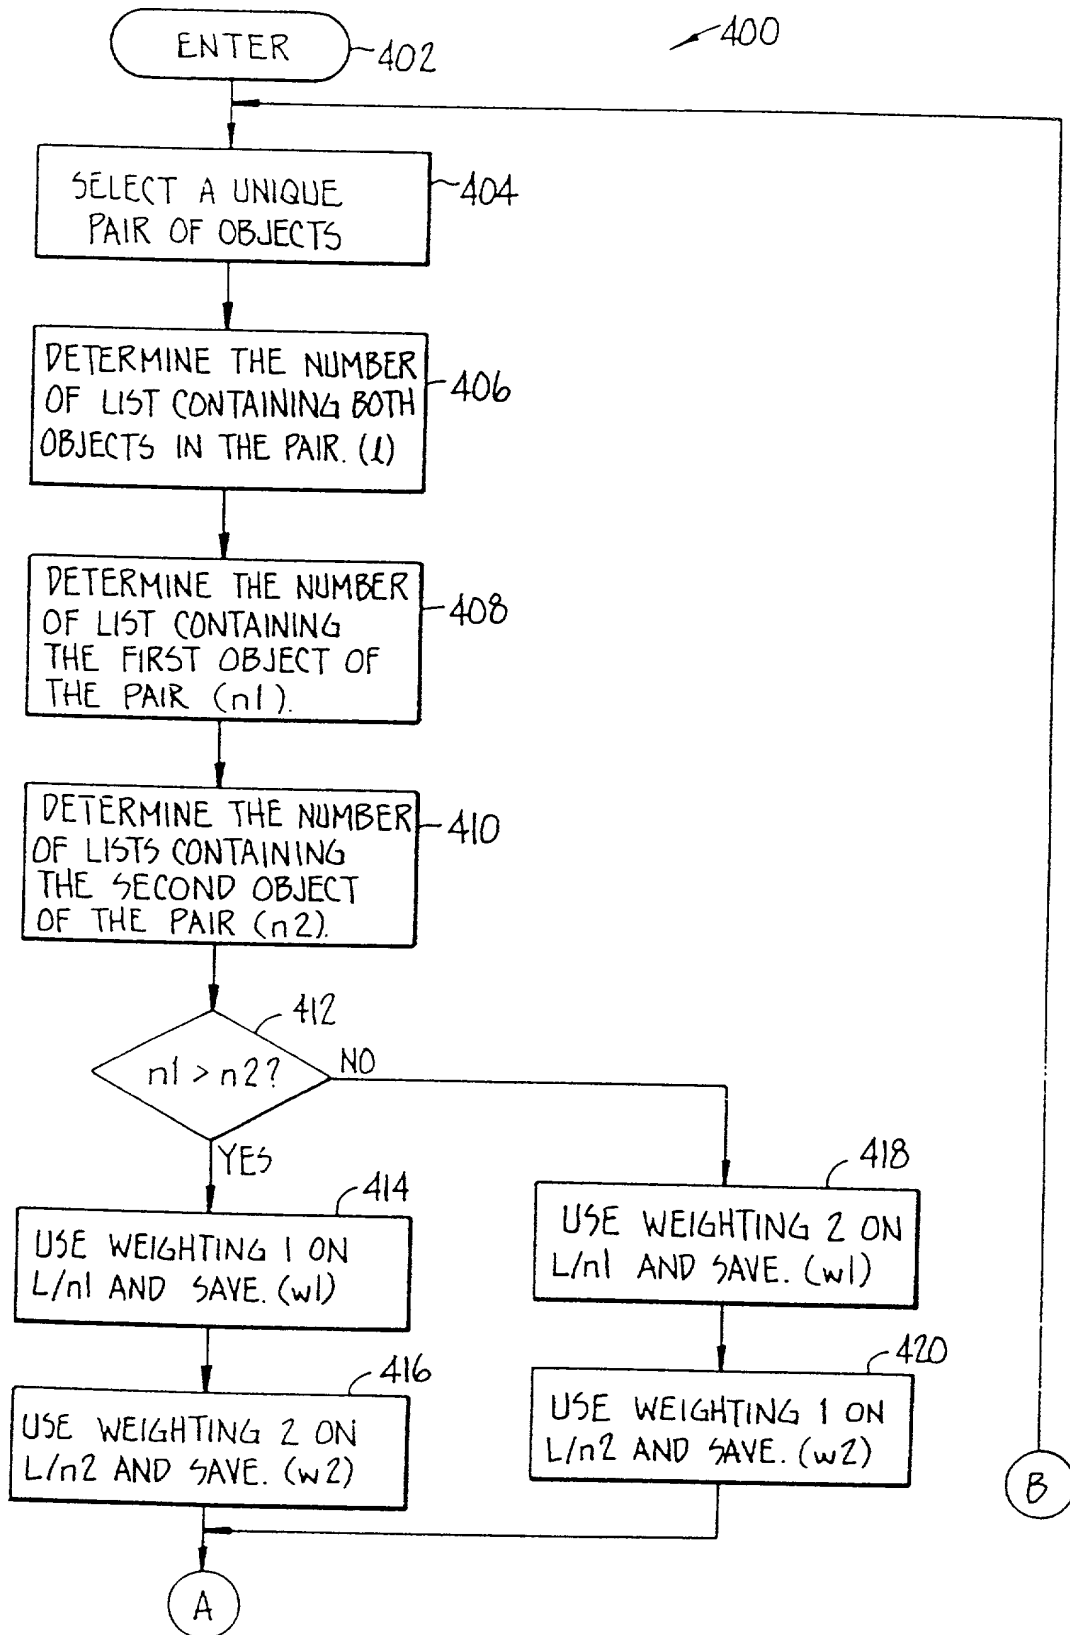 ENTER
402
400
SELECT A UNIQUE
PAIR OF OBJECTS
404
DETERMINE THE NUMBER
OF LIST CONTAINING BOTH
OBJECTS IN THE PAIR. (l)
406
DETERMINE THE NUMBER
OF LIST CONTAINING
THE FIRST OBJECT OF
THE PAIR (n1).
408
DETERMINE THE NUMBER
OF LISTS CONTAINING
THE SECOND OBJECT
OF THE PAIR (n2).
410
412
n1 > n2?
NO
YES
414
USE WEIGHTING 1 ON
L/n1 AND SAVE. (w1)
418
USE WEIGHTING 2 ON
L/n1 AND SAVE. (w1)
416
USE WEIGHTING 2 ON
L/n2 AND SAVE. (w2)
420
USE WEIGHTING 1 ON
L/n2 AND SAVE. (w2)
B
A